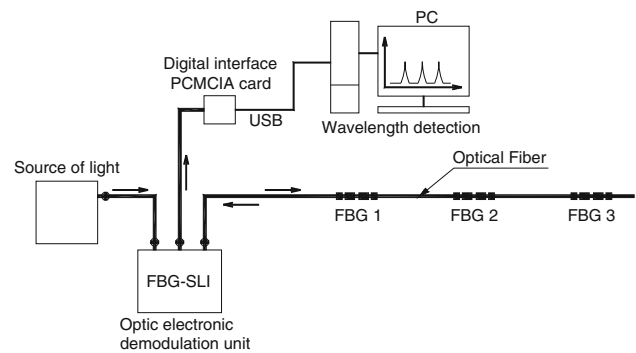 PC
Digital interface
PCMCIA card
USB
Wavelength detection
Source of light
Optical Fiber
FBG 1
FBG 2
FBG 3
FBG-SLI
Optic electronic
demodulation unit